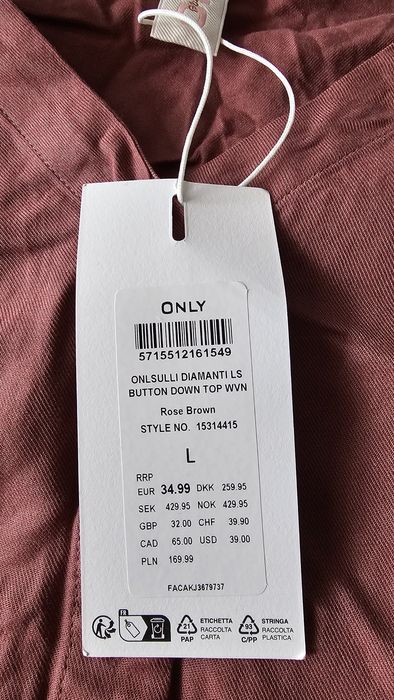 ONLY
5715512161549
ONLSULLI DIAMANTI LS
BUTTON DOWN TOP WVN
Rose Brown
STYLE NO. 15314415
L
RRP
EUR 34.99 DKK 259.95
SEK 429.95 NOK 429.95
GBP 32.00 CHF 39.90
CAD 65.00 USD 39.00
PLN 169.99
FACAKJ3679737
FR
21
PAP
ETICHETTA
RACCOLTA
CARTA
93
C/PP
STRINGA
RACCOLTA
PLASTICA